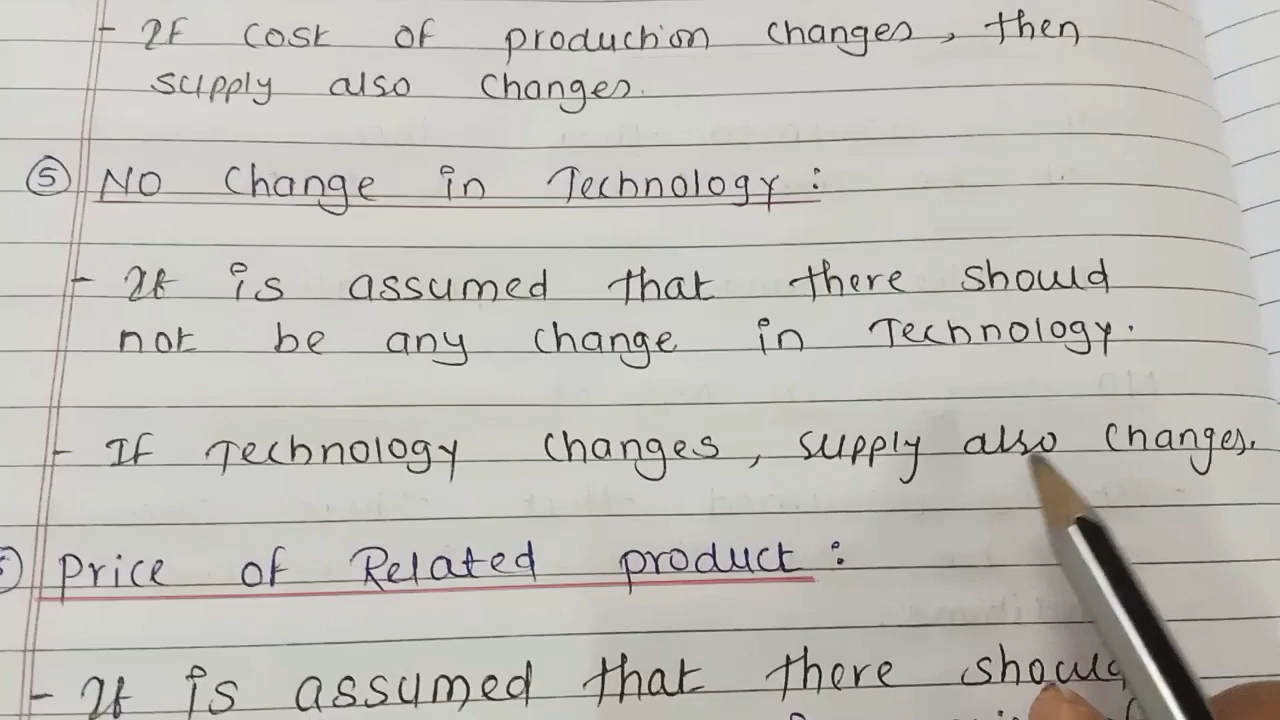 - If cost of production changes, then
supply also changes.
⑤ No change in Technology:
- It is assumed that there should
not be any change in Technology.
- If Technology changes, supply also changes.
Price of Related product:
- It is assumed that there should